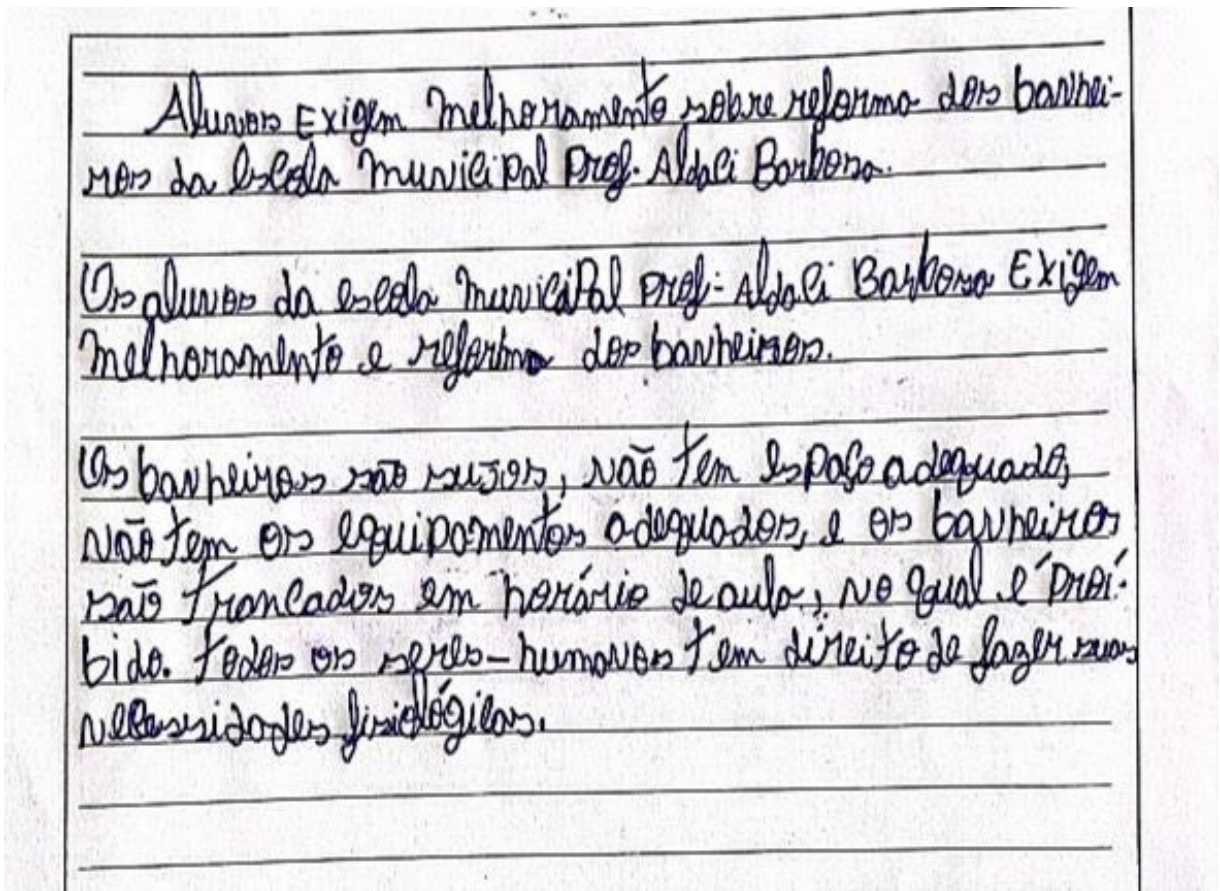 Alunos Exigem melhoramento sobre reforma dos banhei-
ros da escola municipal Prof. Aldaci Barbosa.
Os alunos da escola municipal Prof- Aldaci Barbosa Exigem
melhoramento e reforma dos banheiros.
Os banheiros são sujos, não tem espaço adequado,
não tem os equipamentos adequados, e os banheiros
são trancados em horário de aula, no qual é proí-
bido. todos os seres-humanos tem direito de fazer suas
necessidades fisiológicas.